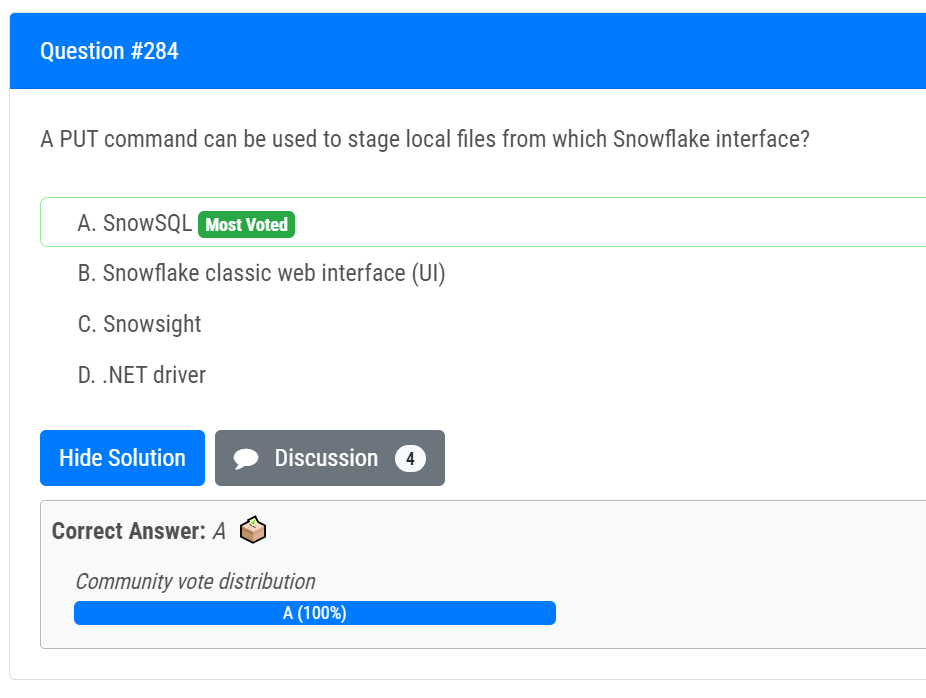 Question #284
A PUT command can be used to stage local files from which Snowflake interface?
A. SnowSQL Most Voted
B. Snowflake classic web interface (UI)
C. Snowsight
D. .NET driver
Hide Solution
Discussion 4
Correct Answer: A
Community vote distribution
A (100%)